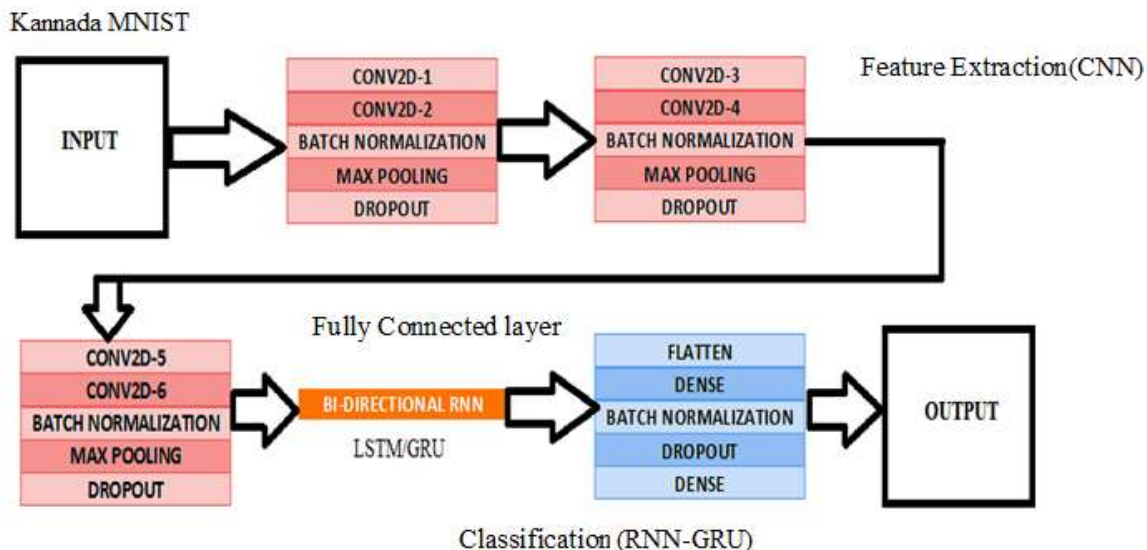 Kannada MNIST
INPUT
CONV2D-1
CONV2D-2
BATCH NORMALIZATION
MAX POOLING
DROPOUT
CONV2D-3
CONV2D-4
BATCH NORMALIZATION
MAX POOLING
DROPOUT
Feature Extraction(CNN)
CONV2D-5
CONV2D-6
BATCH NORMALIZATION
MAX POOLING
DROPOUT
Fully Connected layer
BI-DIRECTIONAL RNN
LSTM/GRU
FLATTEN
DENSE
BATCH NORMALIZATION
DROPOUT
DENSE
OUTPUT
Classification (RNN-GRU)